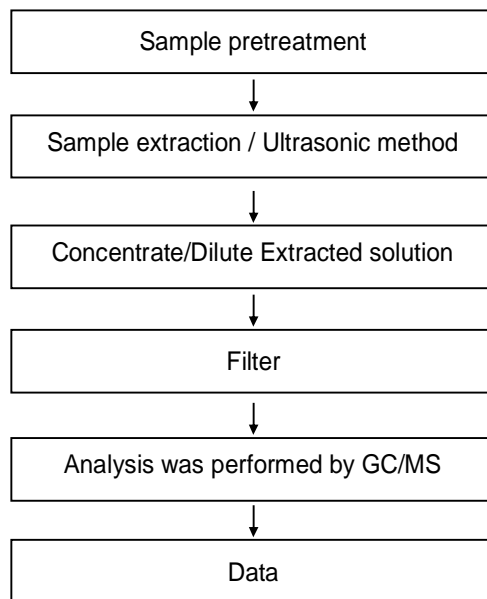 Sample pretreatment
Sample extraction / Ultrasonic method
Concentrate/Dilute Extracted solution
Filter
Analysis was performed by GC/MS
Data